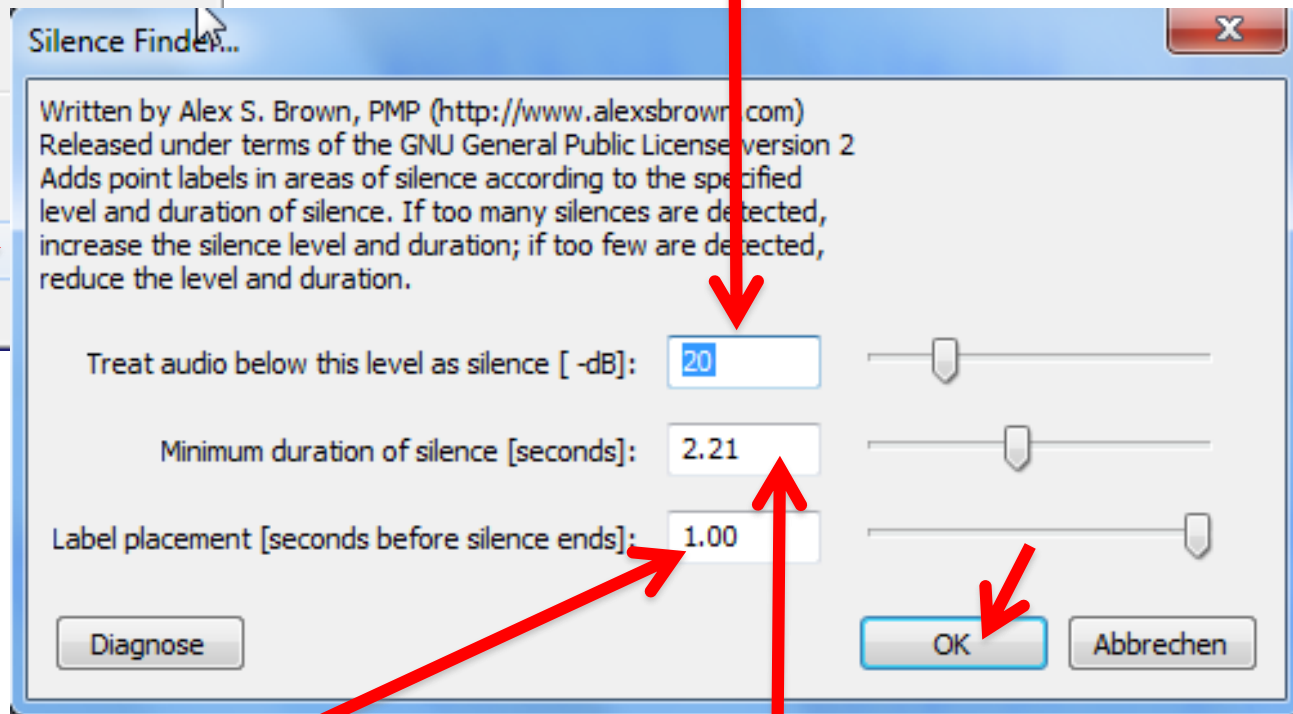 Silence Finder...
Written by Alex S. Brown, PMP (http://www.alexsbrown.com)
Released under terms of the GNU General Public License version 2
Adds point labels in areas of silence according to the specified
level and duration of silence. If too many silences are detected,
increase the silence level and duration; if too few are detected,
reduce the level and duration.
Treat audio below this level as silence [ -dB]: 20
Minimum duration of silence [seconds]: 2.21
Label placement [seconds before silence ends]: 1.00
Diagnose OK Abbrechen